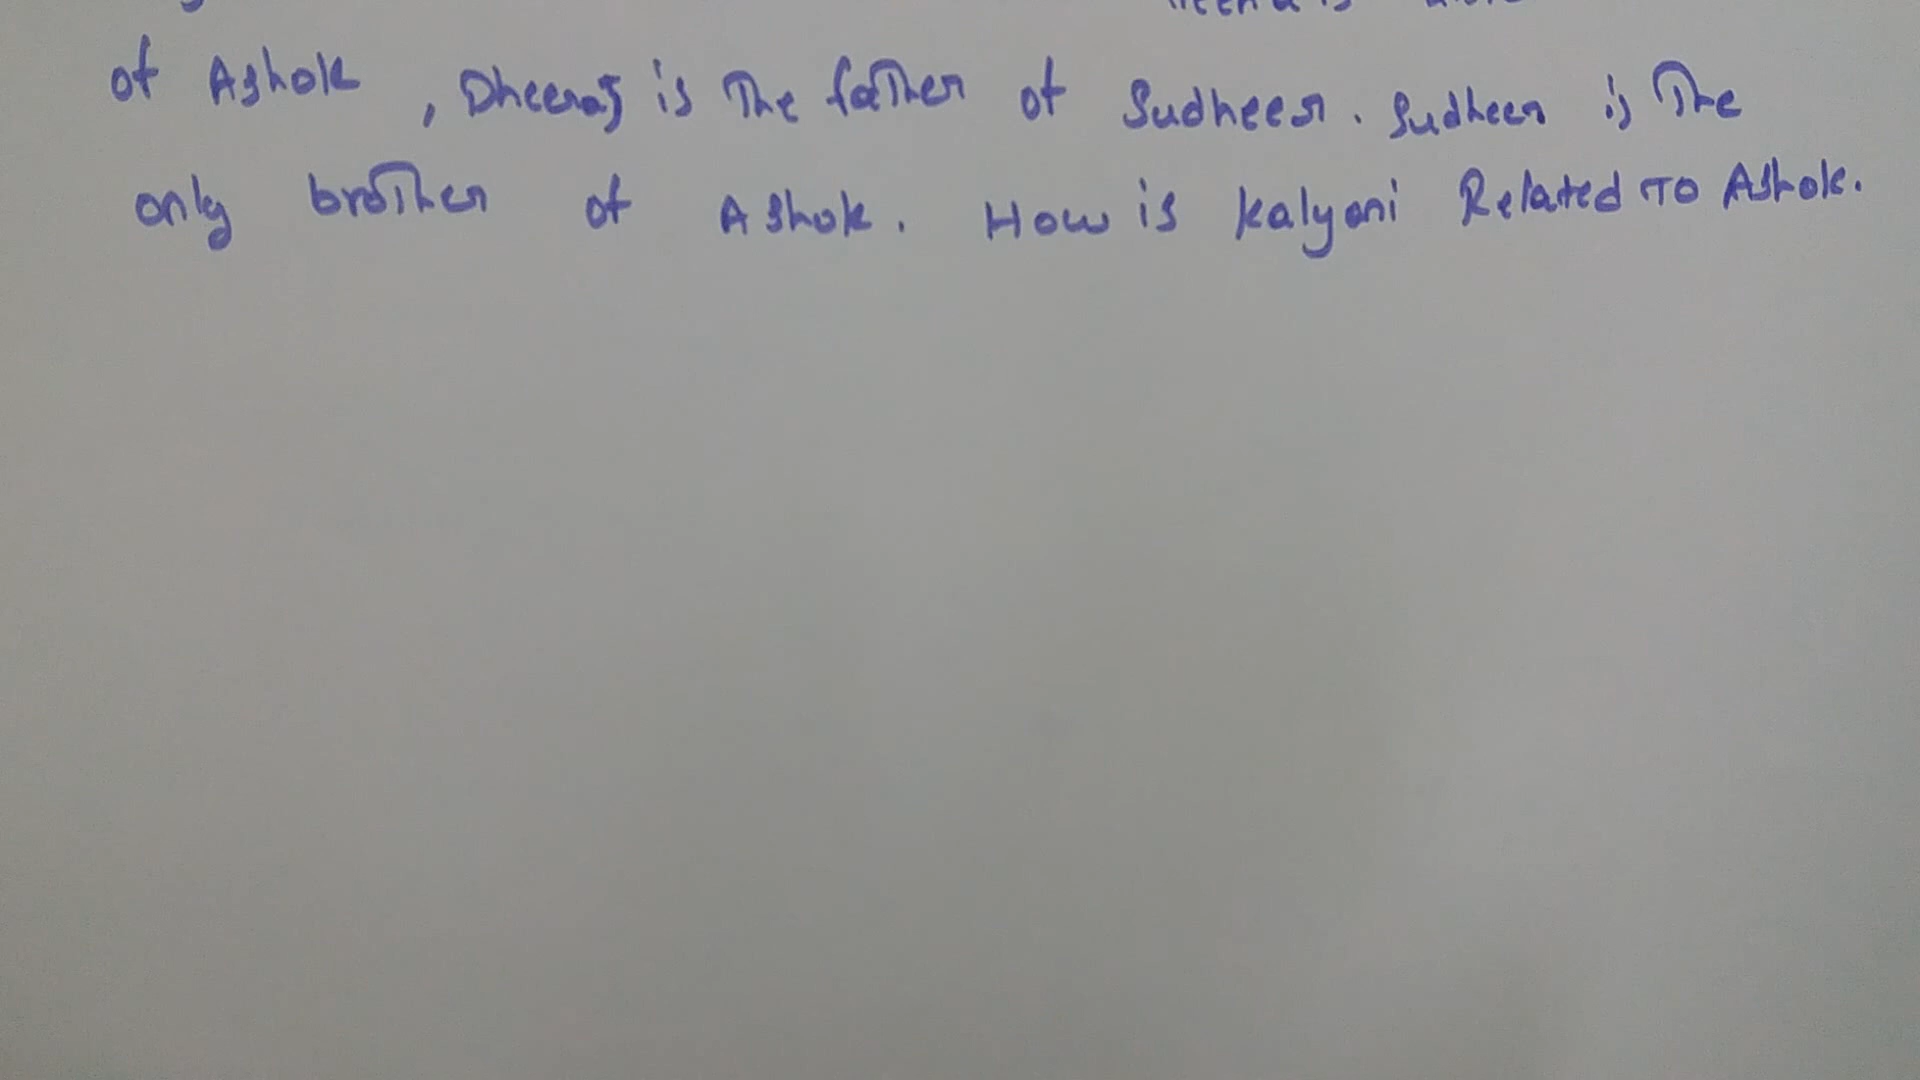 of Ashok , Dheeraj is The father of Sudheer. Sudheer is The
only brother of Ashok. How is Kalyani Related TO Ashok.